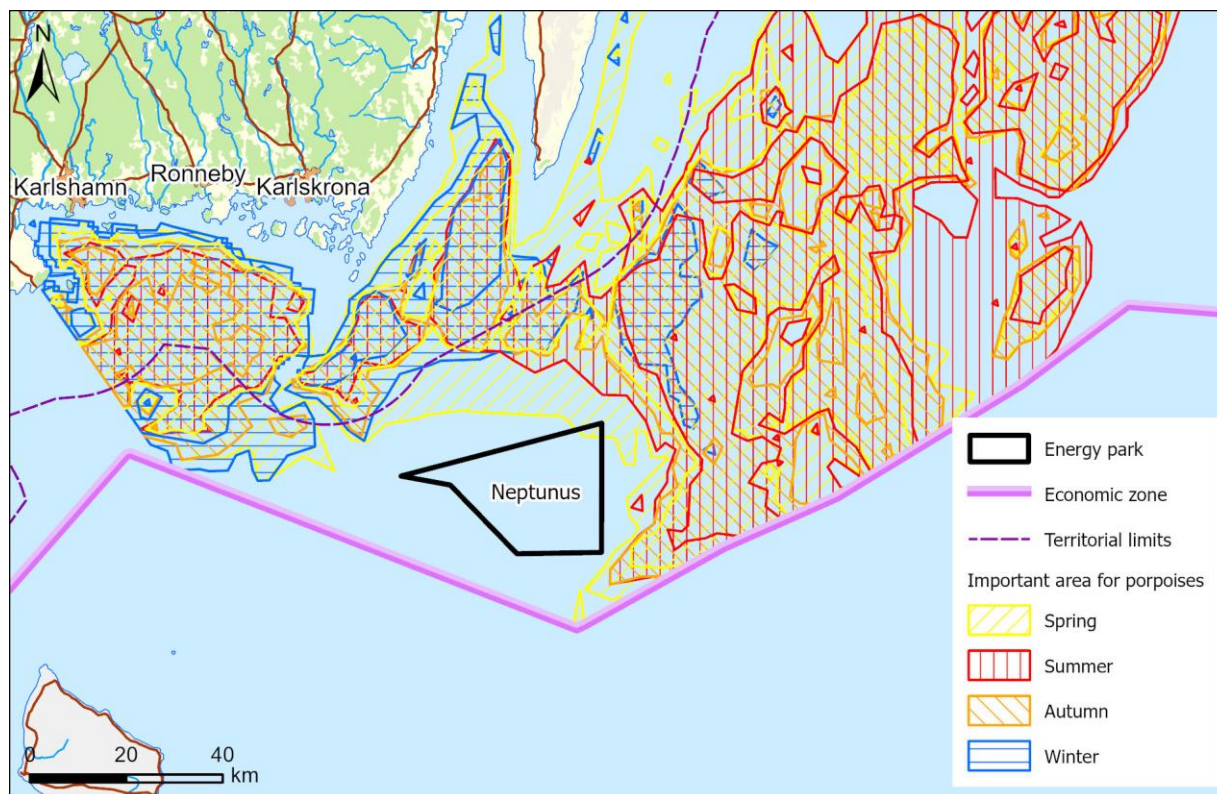 N
Karlshamn
Ronneby
Karlskrona
Neptunus
Energy park
Economic zone
Territorial limits
Important area for porpoises
Spring
Summer
Autumn
Winter
0 20 40
km